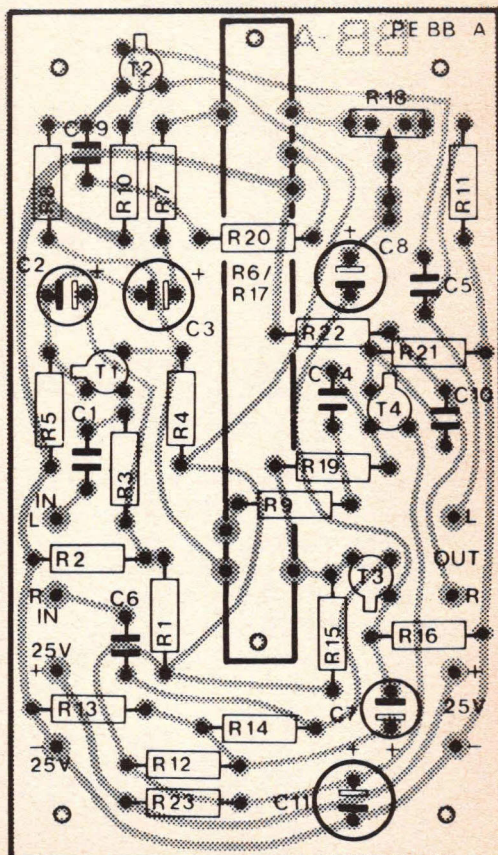 BB-A
PE BB A
T2
C9
R18
R8
R10
R7
R11
R20
C8
C2
C3
R6/
R17
C5
R22
R21
T1
R5
C1
R3
R4
C4
T4
C10
R19
R9
IN
L
L
R2
OUT
T3
R
IN
R
C6
R1
R15
R16
25V
+
+
25V
R13
C7
R14
-
25V
-
R12
R23
C11